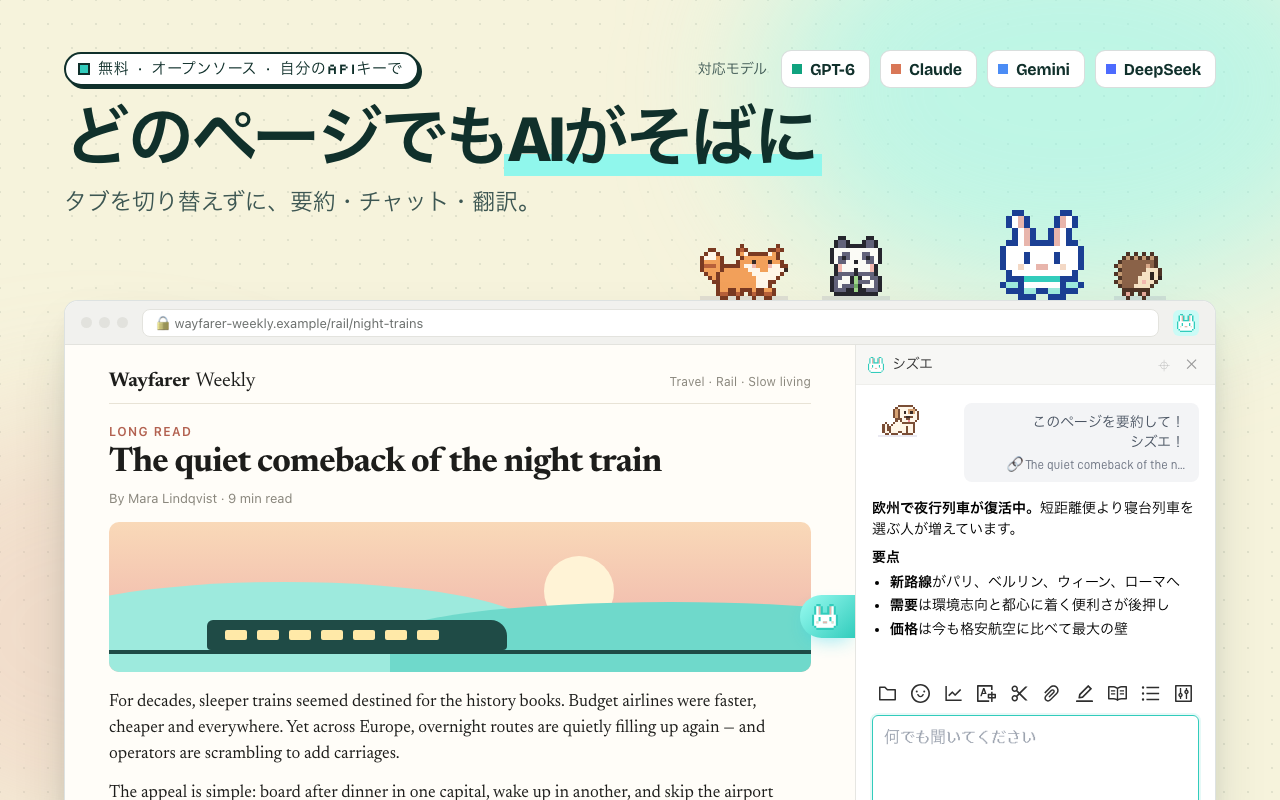 無料 · オープンソース · 自分のAPIキーで
対応モデル
GPT-6
Claude
Gemini
DeepSeek
どのページでもAIがそばに
タブを切り替えずに、要約・チャット・翻訳。
wayfarer-weekly.example/rail/night-trains
Wayfarer Weekly
Travel · Rail · Slow living
LONG READ
The quiet comeback of the night train
By Mara Lindqvist · 9 min read
For decades, sleeper trains seemed destined for the history books. Budget airlines were faster,
cheaper and everywhere. Yet across Europe, overnight routes are quietly filling up again — and
operators are scrambling to add carriages.
The appeal is simple: board after dinner in one capital, wake up in another, and skip the airport
シズエ
このページを要約して！
シズエ！
The quiet comeback of the n...
欧州で夜行列車が復活中。短距離便より寝台列車を
選ぶ人が増えています。
要点
• 新路線がパリ、ベルリン、ウィーン、ローマへ
• 需要は環境志向と都心に着く便利さが後押し
• 価格は今も格安航空に比べて最大の壁
何でも聞いてください